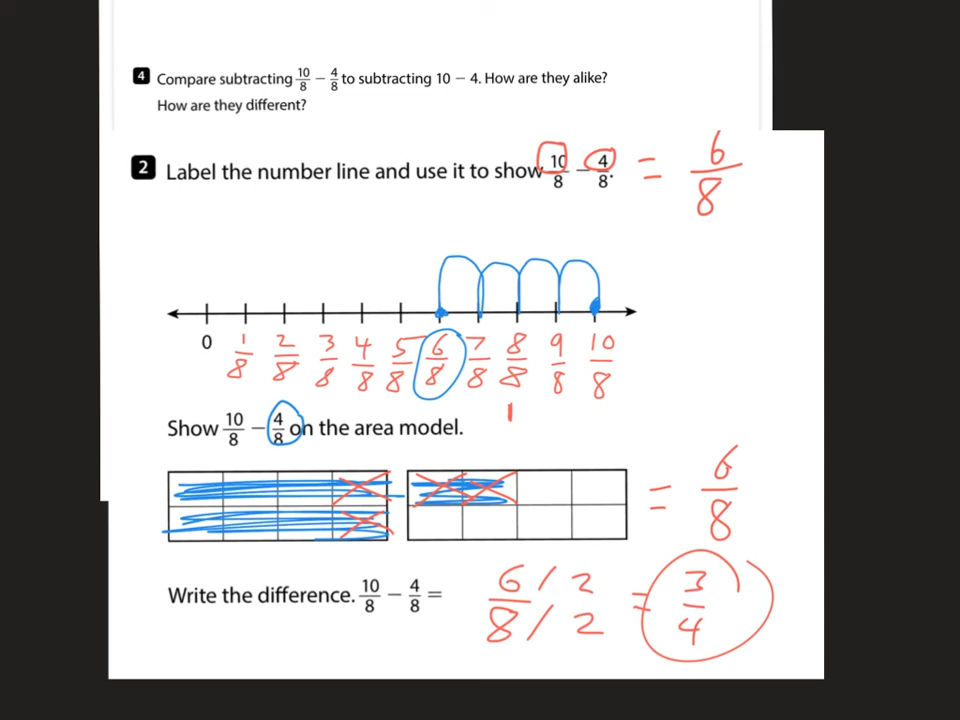 4 Compare subtracting 10/8 − 4/8 to subtracting 10 − 4. How are they alike?
How are they different?
2 Label the number line and use it to show 10/8 − 4/8. = 6/8
0 1/8 2/8 3/8 4/8 5/8 6/8 7/8 8/8 9/8 10/8
1
Show 10/8 − 4/8 on the area model.
= 6/8
Write the difference. 10/8 − 4/8 = 6/8 / 2/2 = 3/4